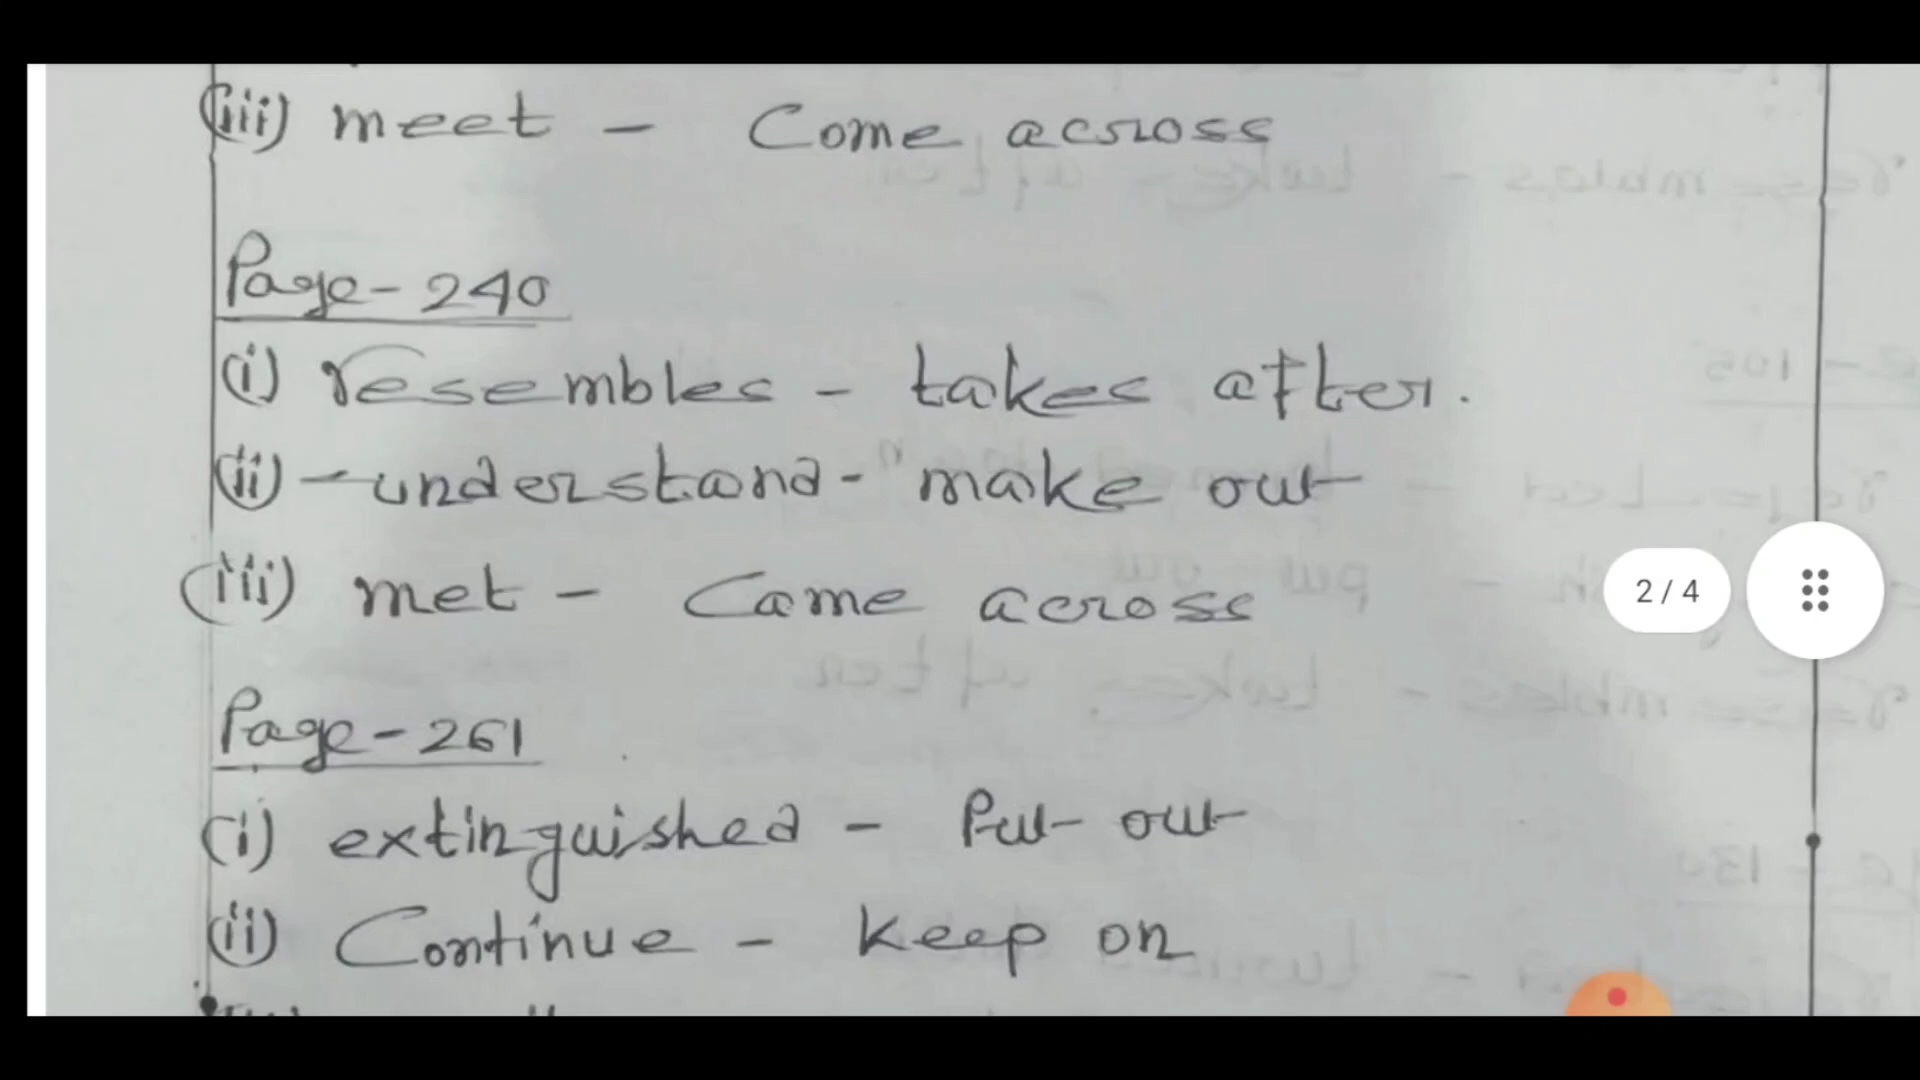 (iii) meet - Come across
Page-240
(i) resembles - takes after.
(ii) - understand - make out
(iii) met - Came across
2/4
Page-261
(i) extinguished - Put out
(ii) Continue - Keep on